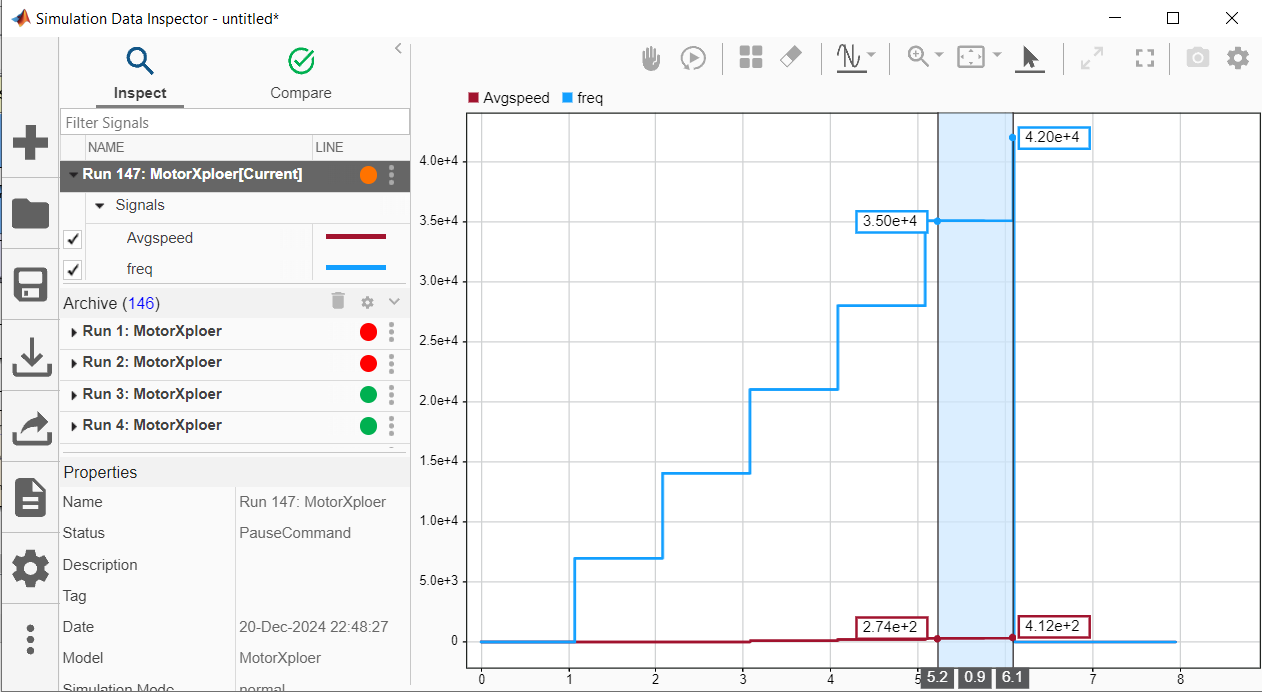 Simulation Data Inspector - untitled*
Inspect
Compare
Filter Signals
NAME LINE
Run 147: MotorXploer[Current]
Signals
Avgspeed
freq
Archive (146)
Run 1: MotorXploer
Run 2: MotorXploer
Run 3: MotorXploer
Run 4: MotorXploer
Properties
Name Run 147: MotorXploer
Status PauseCommand
Description
Tag
Date 20-Dec-2024 22:48:27
Model MotorXploer
Simulation Mode normal
Avgspeed freq
4.20e+4
4.0e+4
3.5e+4
3.50e+4
3.0e+4
2.5e+4
2.0e+4
1.5e+4
1.0e+4
5.0e+3
2.74e+2
4.12e+2
0
0 1 2 3 4 5 5.2 0.9 6.1 7 8